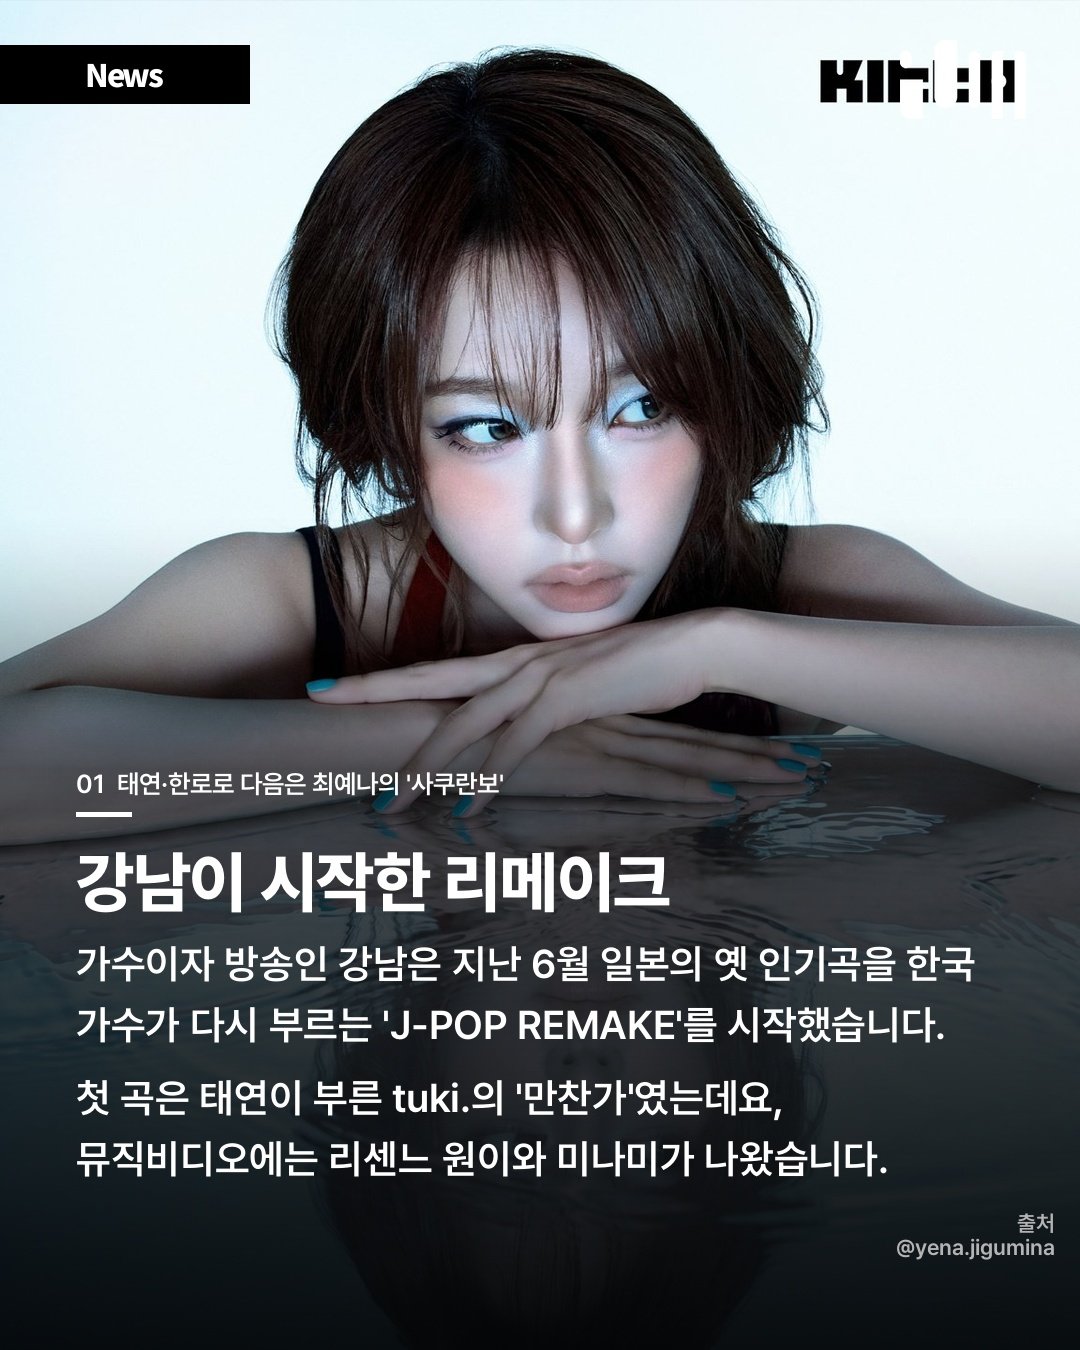 News
01 태연·한로로 다음은 최예나의 '사쿠란보'
강남이 시작한 리메이크
가수이자 방송인 강남은 지난 6월 일본의 옛 인기곡을 한국
가수가 다시 부르는 'J-POP REMAKE'를 시작했습니다.
첫 곡은 태연이 부른 tuki.의 '만찬가'였는데요,
뮤직비디오에는 리센느 원이와 미나미가 나왔습니다.
출처
@yena.jigumina